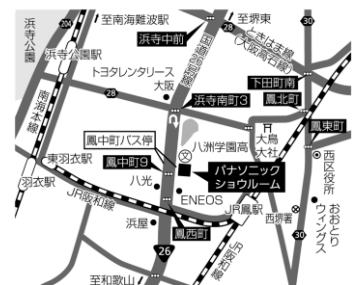 浜寺公園
204
至南海難波駅
至堺東
30
浜寺公園駅
浜寺中前
国道26号線
ときはま線
(大阪高石線)
28
下田町南
トヨタレンタリース
大阪
浜寺南町3
28
鳳北町
南海本線
鳳中町バス停
八洲学園高
大鳥
大社
鳳東町
東羽衣駅
鳳中町9
文
パナソニック
ショウルーム
西区役所
羽衣駅
八光
ENEOS
JR阪和線
JR鳳駅
おおとり
ウィングス
浜屋
鳳西町
西堺署
26
JR阪和線
30
至和歌山